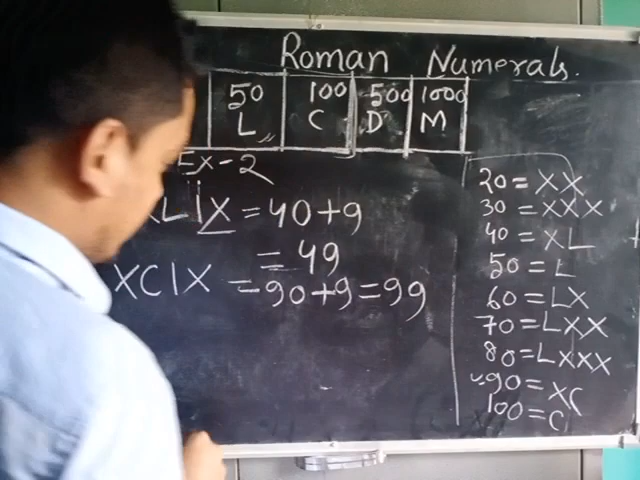 Roman Numerals.
50 100 500 1000
L C D M
Ex-2
XLIX = 40+9
= 49
XCIX = 90+9=99
20 = XX
30 = XXX
40 = XL
50 = L
60 = LX
70 = LXX
80 = LXXX
90 = XC
100 = C